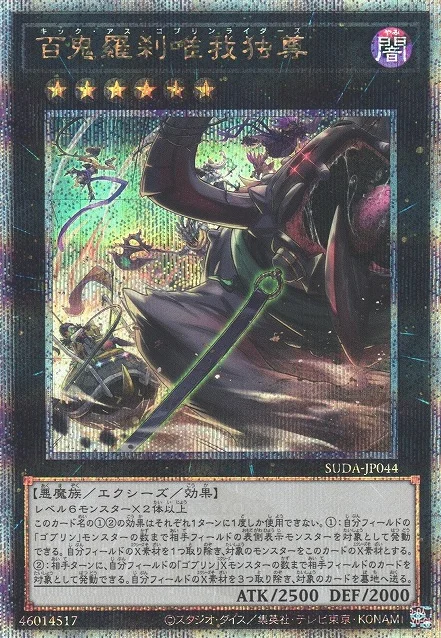 キック・アス・ゴブリンライダーズ
百鬼羅刹唯我独尊
闇
SUDA-JP044
【悪魔族/エクシーズ/効果】
レベル6モンスター×2体以上
このカード名の①②の効果はそれぞれ1ターンに1度しか使用できない。①:自分フィールドの
「ゴブリン」モンスターの数まで相手フィールドの表側表示モンスターを対象として発動
できる。自分フィールドのX素材を1つ取り除き、対象のモンスターをこのカードのX素材とする。
②:相手ターンに、自分フィールドの「ゴブリン」Xモンスターの数まで相手フィールドのカードを
対象として発動できる。自分フィールドのX素材を3つ取り除き、対象のカードを墓地へ送る。
ATK/2500 DEF/2000
46014517
©スタジオ・ダイス/集英社・テレビ東京・KONAMI